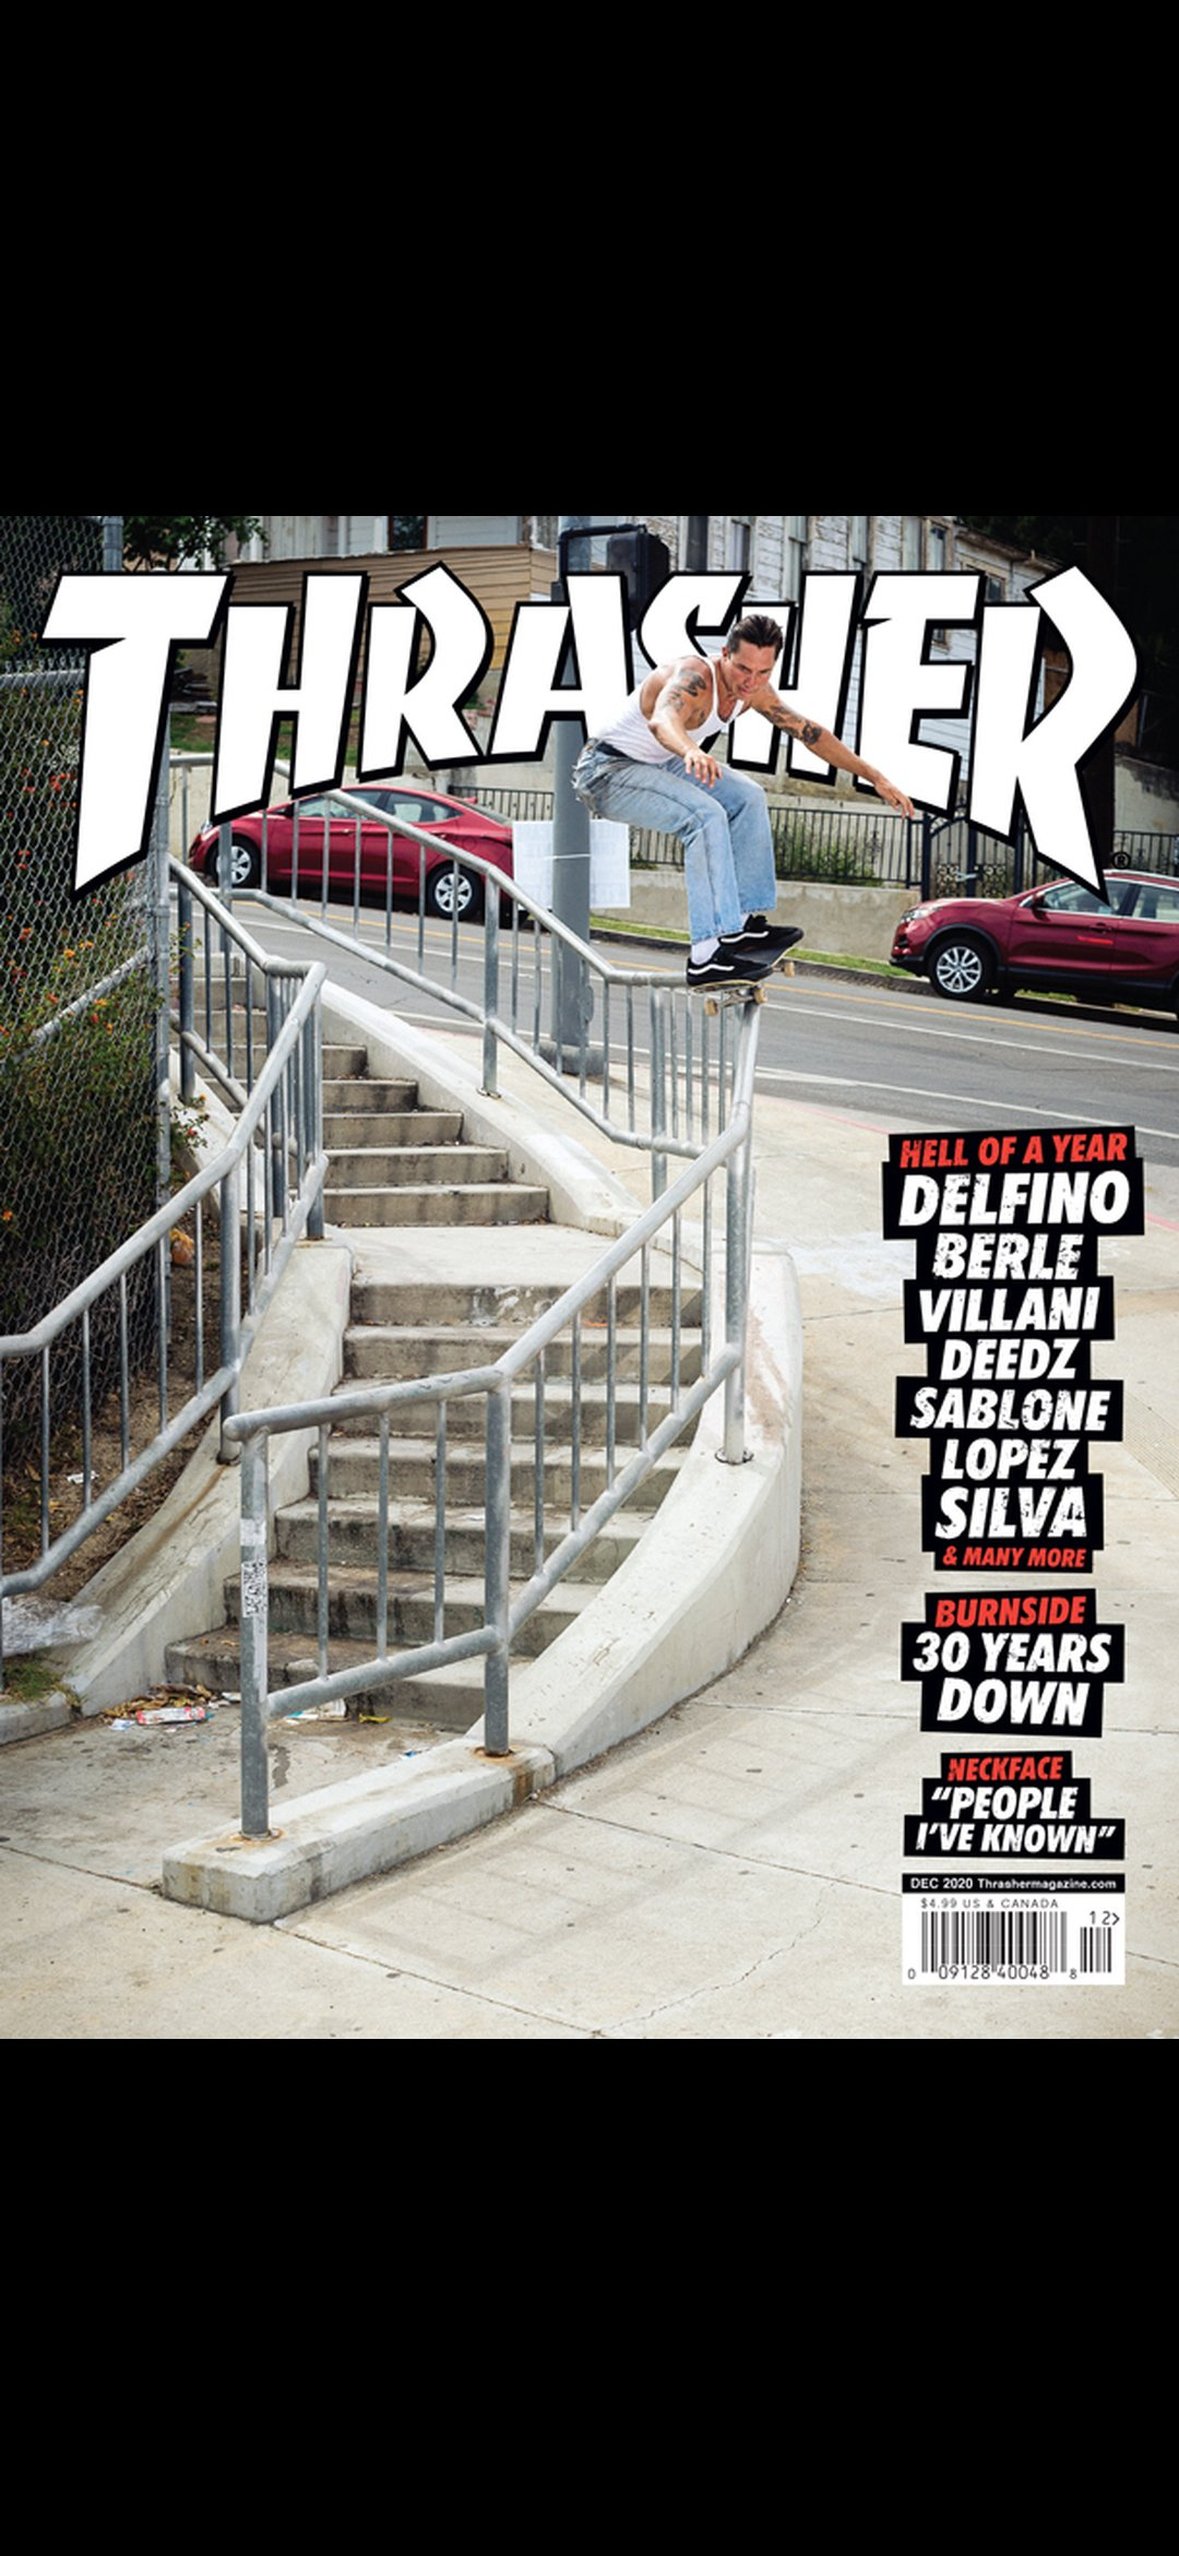 THRASHER
®
HELL OF A YEAR
DELFINO
BERLE
VILLANI
DEEDZ
SABLONE
LOPEZ
SILVA
& MANY MORE
BURNSIDE
30 YEARS
DOWN
NECKFACE
“PEOPLE
I'VE KNOWN”
DEC 2020 Thrashermagazine.com
$4.99 US & CANADA
12>
0 09128 40048 8